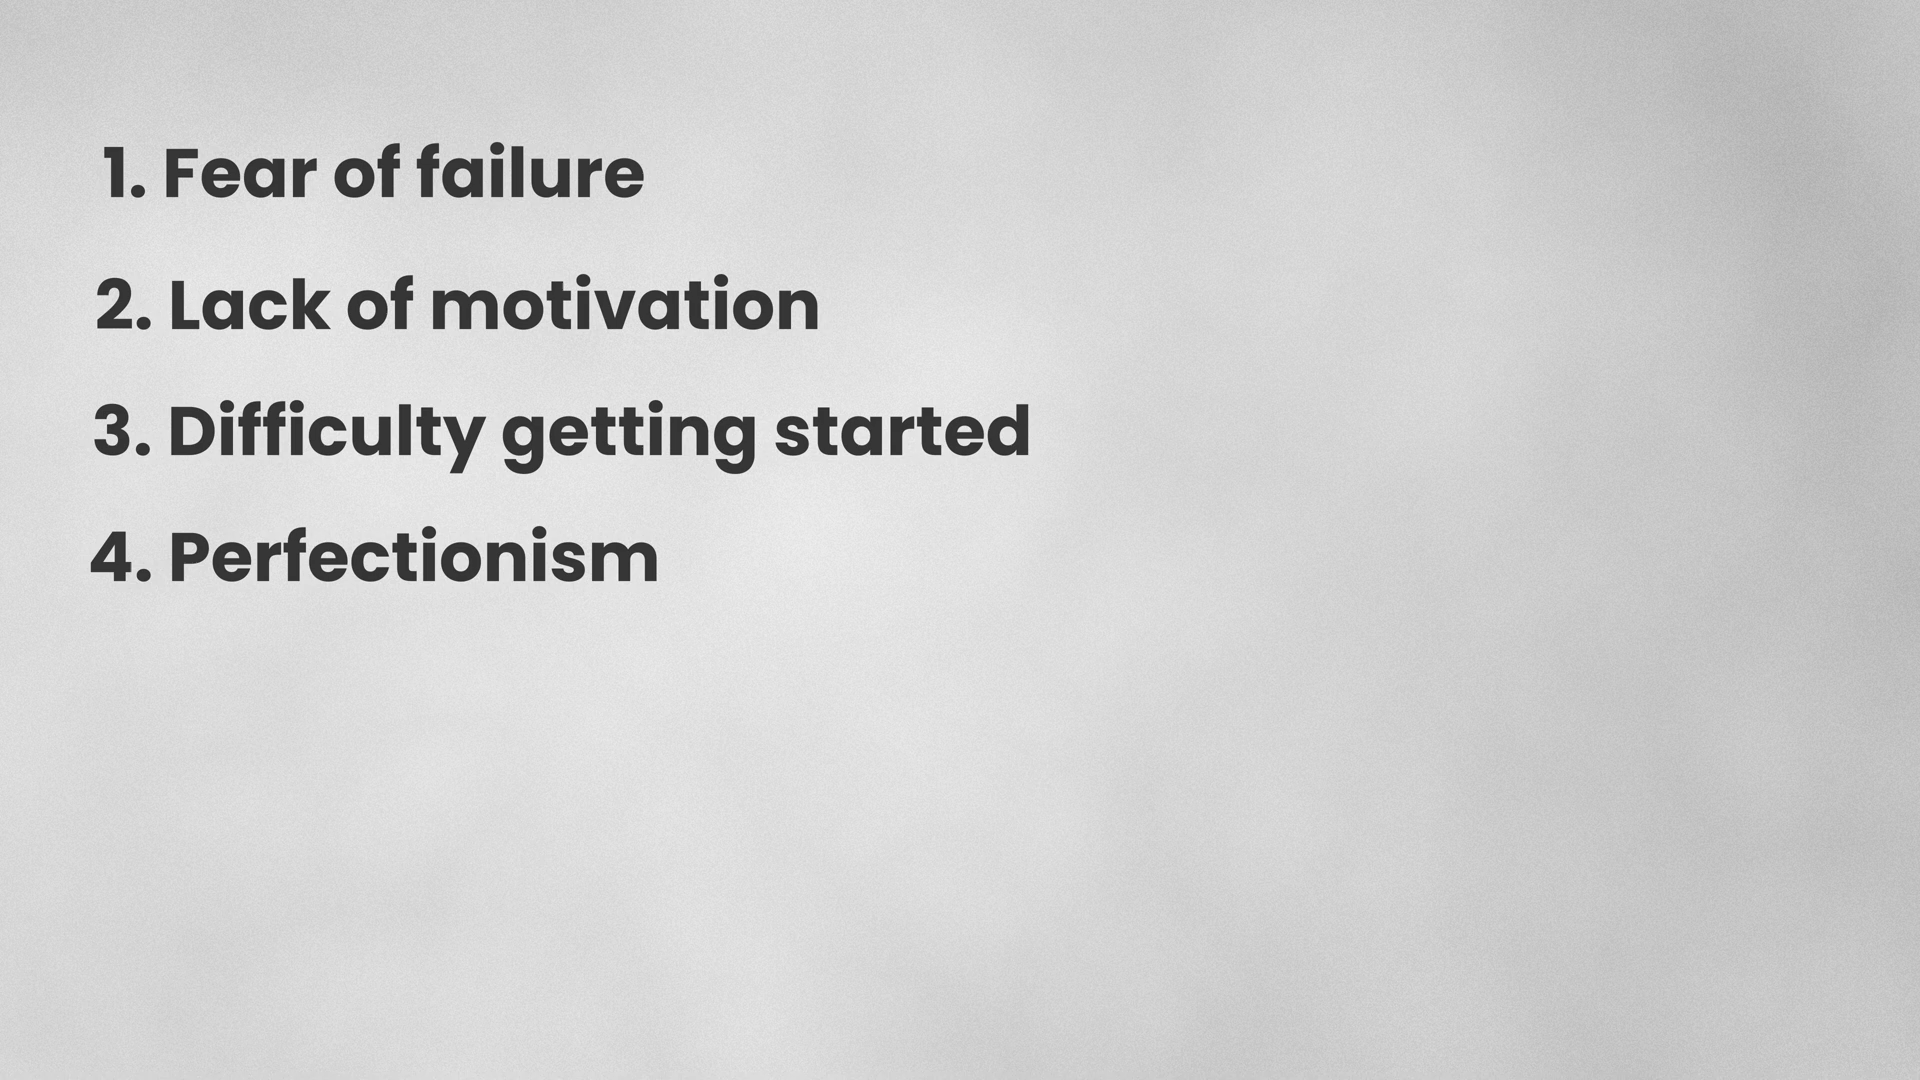 1. Fear of failure
2. Lack of motivation
3. Difficulty getting started
4. Perfectionism